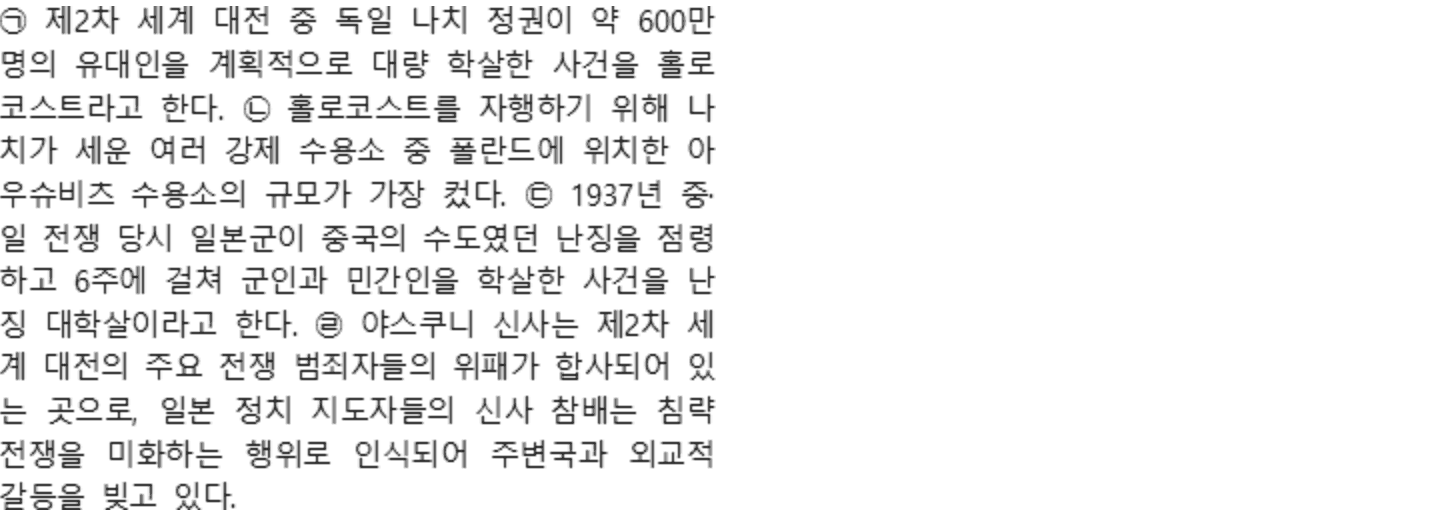 ㉠ 제2차 세계 대전 중 독일 나치 정권이 약 600만
명의 유대인을 계획적으로 대량 학살한 사건을 홀로
코스트라고 한다. ㉡ 홀로코스트를 자행하기 위해 나
치가 세운 여러 강제 수용소 중 폴란드에 위치한 아
우슈비츠 수용소의 규모가 가장 컸다. ㉢ 1937년 중·
일 전쟁 당시 일본군이 중국의 수도였던 난징을 점령
하고 6주에 걸쳐 군인과 민간인을 학살한 사건을 난
징 대학살이라고 한다. ㉣ 야스쿠니 신사는 제2차 세
계 대전의 주요 전쟁 범죄자들의 위패가 합사되어 있
는 곳으로, 일본 정치 지도자들의 신사 참배는 침략
전쟁을 미화하는 행위로 인식되어 주변국과 외교적
갈등을 빚고 있다.